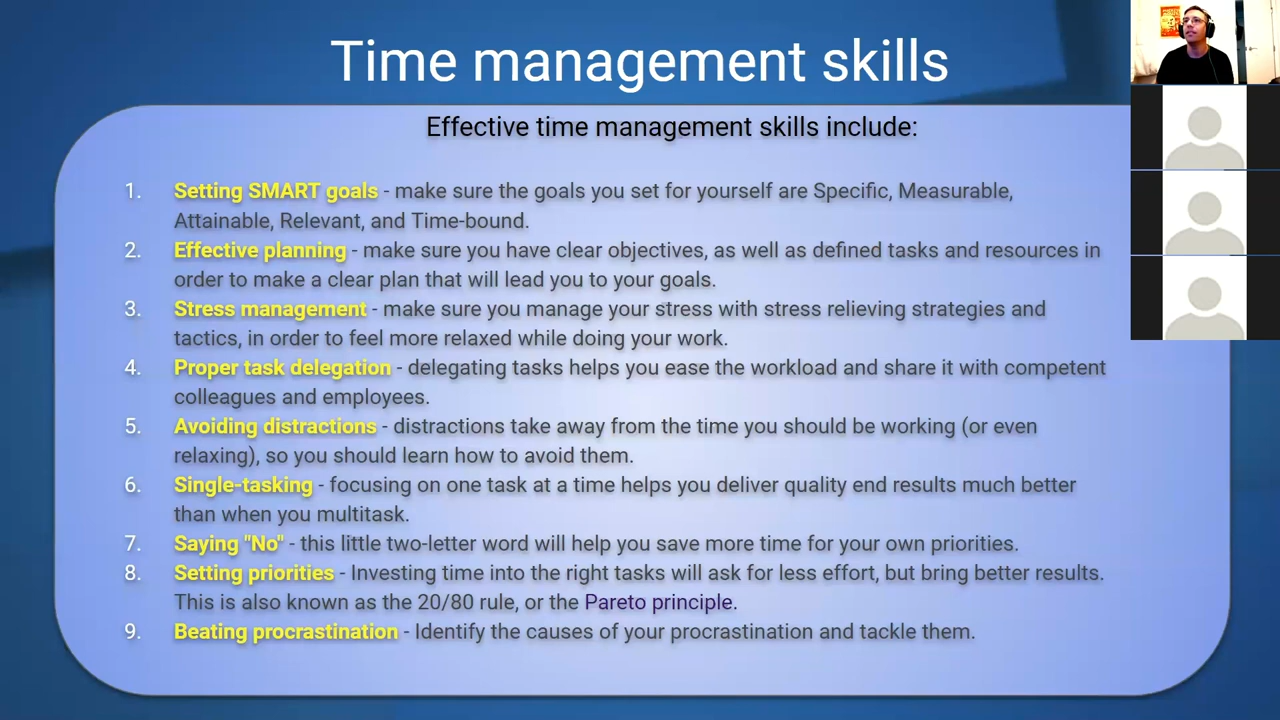 Time management skills
Effective time management skills include:
1. Setting SMART goals - make sure the goals you set for yourself are Specific, Measurable,
Attainable, Relevant, and Time-bound.
2. Effective planning - make sure you have clear objectives, as well as defined tasks and resources in
order to make a clear plan that will lead you to your goals.
3. Stress management - make sure you manage your stress with stress relieving strategies and
tactics, in order to feel more relaxed while doing your work.
4. Proper task delegation - delegating tasks helps you ease the workload and share it with competent
colleagues and employees.
5. Avoiding distractions - distractions take away from the time you should be working (or even
relaxing), so you should learn how to avoid them.
6. Single-tasking - focusing on one task at a time helps you deliver quality end results much better
than when you multitask.
7. Saying "No" - this little two-letter word will help you save more time for your own priorities.
8. Setting priorities - Investing time into the right tasks will ask for less effort, but bring better results.
This is also known as the 20/80 rule, or the Pareto principle.
9. Beating procrastination - Identify the causes of your procrastination and tackle them.